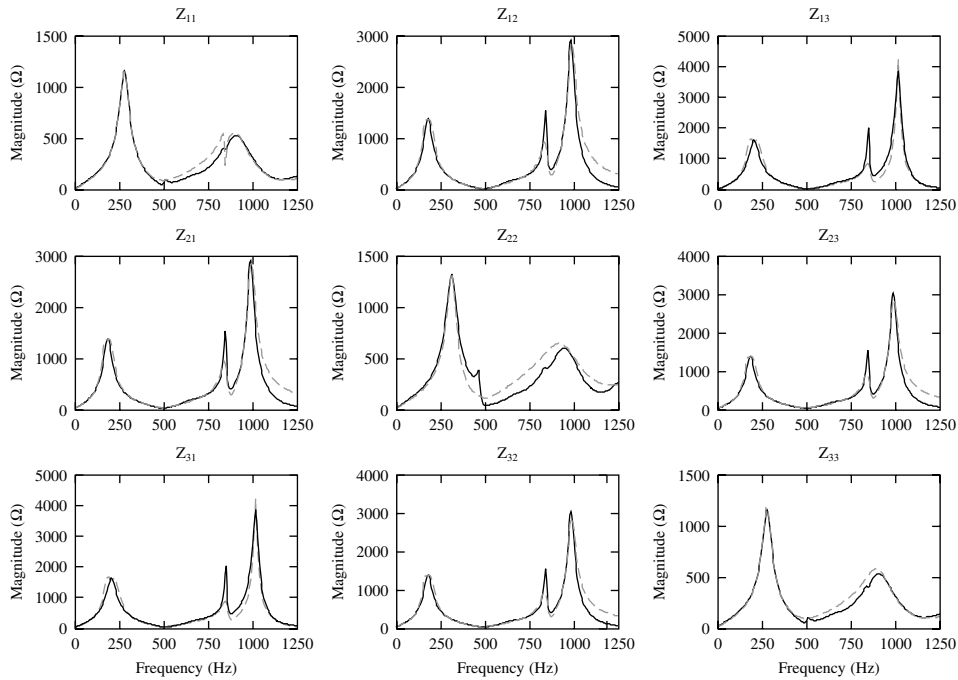 Z11 Z12 Z13
1500 3000 5000
4000
1000 2000 3000
500 1000 2000
1000
0 0 0
Magnitude (Ω) Magnitude (Ω) Magnitude (Ω)
0 250 500 750 1000 1250 0 250 500 750 1000 1250 0 250 500 750 1000 1250
Z21 Z22 Z23
3000 1500 4000
3000
2000 1000
2000
1000 500 1000
0 0 0
Magnitude (Ω) Magnitude (Ω) Magnitude (Ω)
0 250 500 750 1000 1250 0 250 500 750 1000 1250 0 250 500 750 1000 1250
Z31 Z32 Z33
5000 4000 1500
4000 3000
3000 1000
2000 2000
1000 1000 500
0 0 0
Magnitude (Ω) Magnitude (Ω) Magnitude (Ω)
0 250 500 750 1000 1250 0 250 500 750 1000 1250 0 250 500 750 1000 1250
Frequency (Hz) Frequency (Hz) Frequency (Hz)